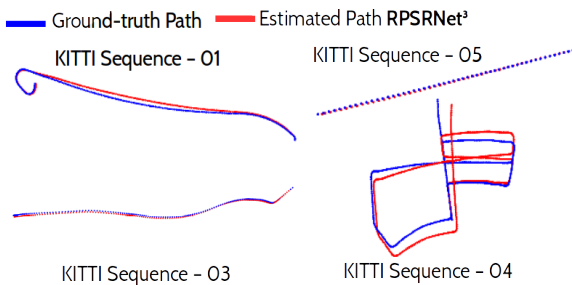 Ground-truth Path Estimated Path RPSRNet³
KITTI Sequence - 01
KITTI Sequence - 05
KITTI Sequence - 03
KITTI Sequence - 04